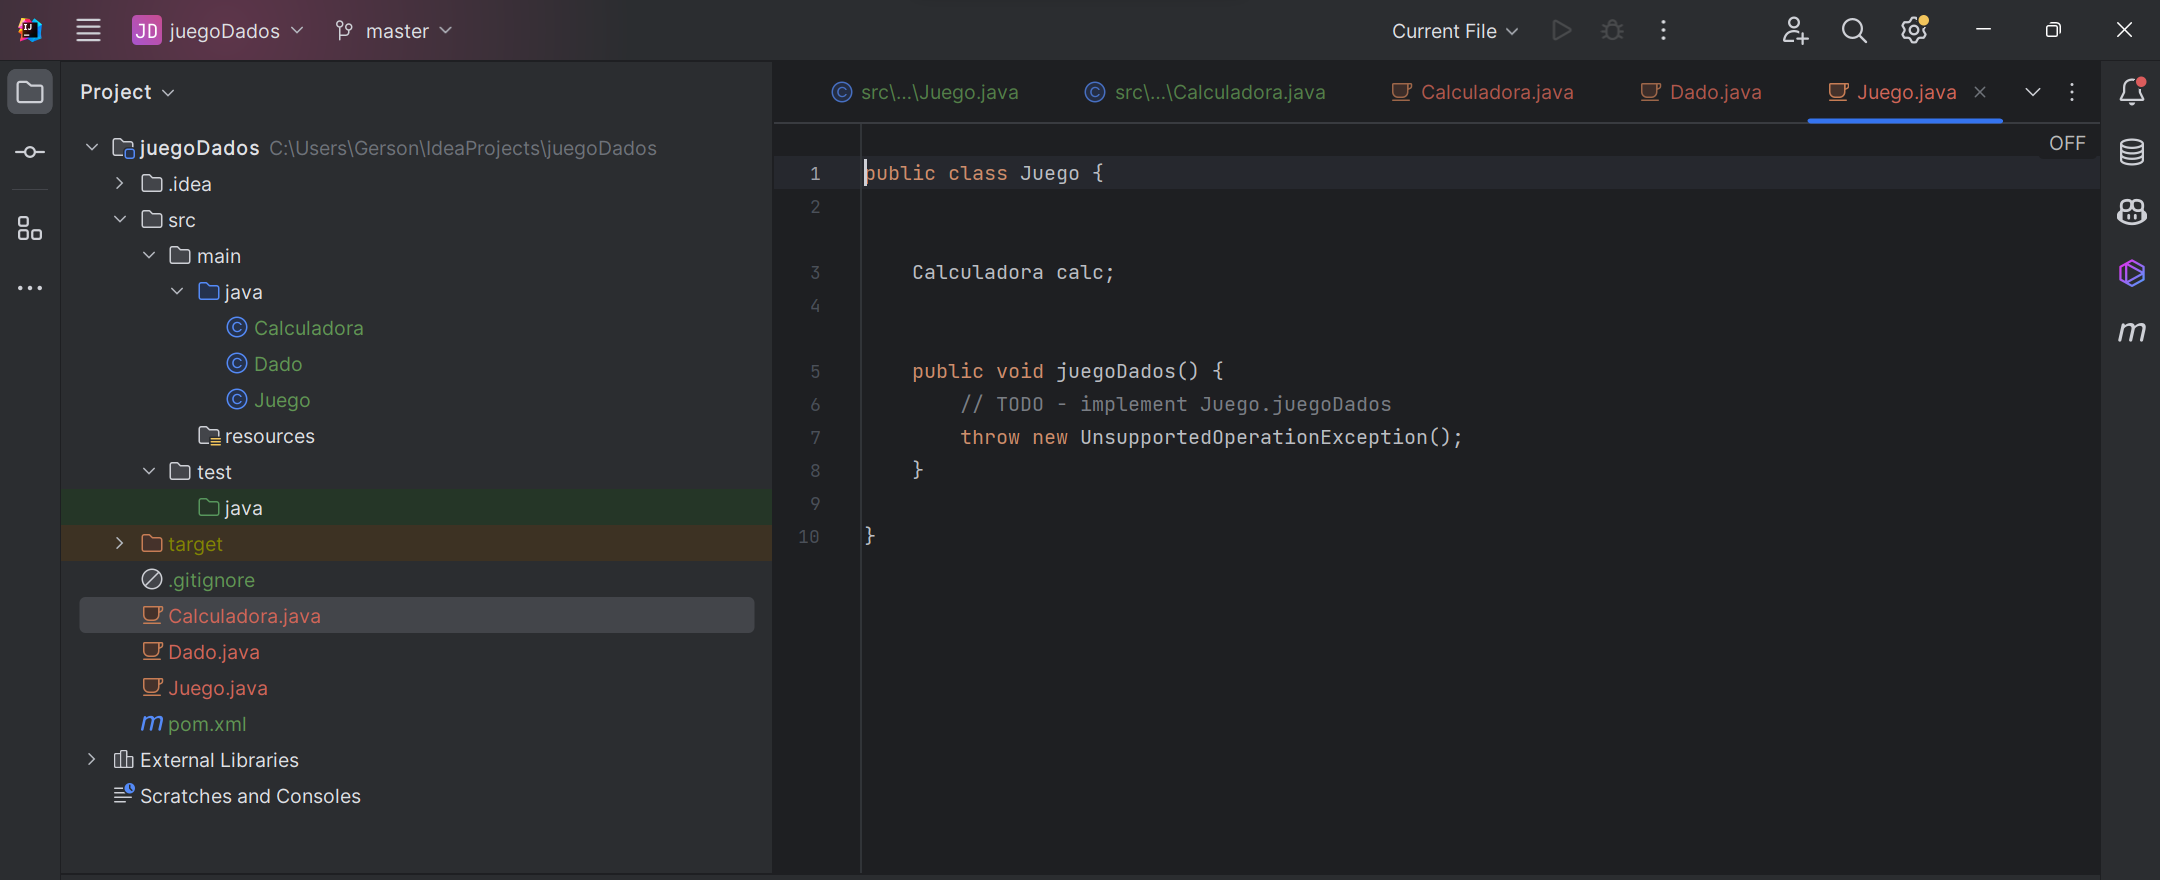 JD juegoDados master Current File
Project
src\...\Juego.java src\...\Calculadora.java Calculadora.java Dado.java Juego.java
juegoDados C:\Users\Gerson\IdeaProjects\juegoDados
.idea
src
main
java
Calculadora
Dado
Juego
resources
test
java
target
.gitignore
Calculadora.java
Dado.java
Juego.java
m pom.xml
External Libraries
Scratches and Consoles
OFF
1 public class Juego {
2
3 Calculadora calc;
4
5 public void juegoDados() {
6 // TODO - implement Juego.juegoDados
7 throw new UnsupportedOperationException();
8 }
9
10 }
m